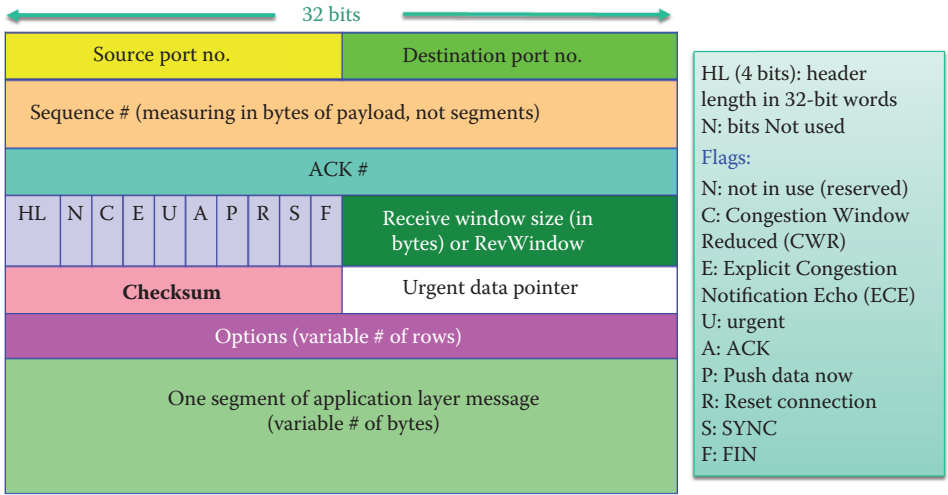 32 bits
Source port no.
Destination port no.
Sequence # (measuring in bytes of payload, not segments)
ACK #
HL N C E U A P R S F
Receive window size (in
bytes) or RevWindow
Checksum
Urgent data pointer
Options (variable # of rows)
One segment of application layer message
(variable # of bytes)
HL (4 bits): header
length in 32-bit words
N: bits Not used
Flags:
N: not in use (reserved)
C: Congestion Window
Reduced (CWR)
E: Explicit Congestion
Notification Echo (ECE)
U: urgent
A: ACK
P: Push data now
R: Reset connection
S: SYNC
F: FIN